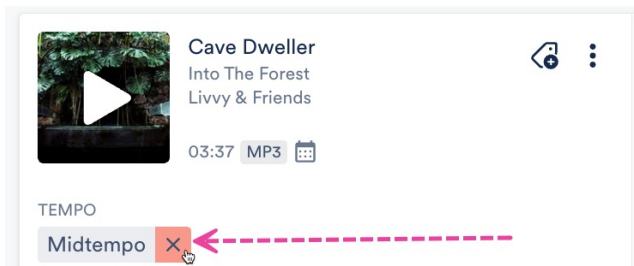 Cave Dweller
Into The Forest
Livvy & Friends
03:37 MP3
TEMPO
Midtempo ×